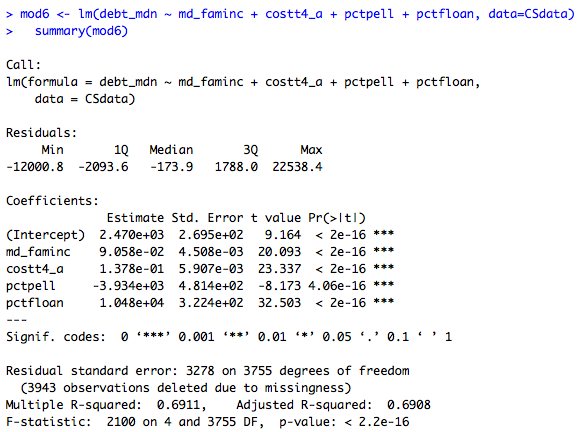 > mod6 <- lm(debt_mdn ~ md_faminc + costt4_a + pctpell + pctfloan, data=CSdata)
>   summary(mod6)
Call:
lm(formula = debt_mdn ~ md_faminc + costt4_a + pctpell + pctfloan,
    data = CSdata)
Residuals:
     Min       1Q   Median       3Q      Max
-12000.8  -2093.6   -173.9   1788.0  22538.4
Coefficients:
              Estimate Std. Error t value Pr(>|t|)
(Intercept)  2.470e+03  2.695e+02   9.164  < 2e-16 ***
md_faminc    9.058e-02  4.508e-03  20.093  < 2e-16 ***
costt4_a     1.378e-01  5.907e-03  23.337  < 2e-16 ***
pctpell     -3.934e+03  4.814e+02  -8.173 4.06e-16 ***
pctfloan     1.048e+04  3.224e+02  32.503  < 2e-16 ***
---
Signif. codes:  0 ‘***’ 0.001 ‘**’ 0.01 ‘*’ 0.05 ‘.’ 0.1 ‘ ’ 1
Residual standard error: 3278 on 3755 degrees of freedom
  (3943 observations deleted due to missingness)
Multiple R-squared:  0.6911,    Adjusted R-squared:  0.6908
F-statistic:  2100 on 4 and 3755 DF,  p-value: < 2.2e-16